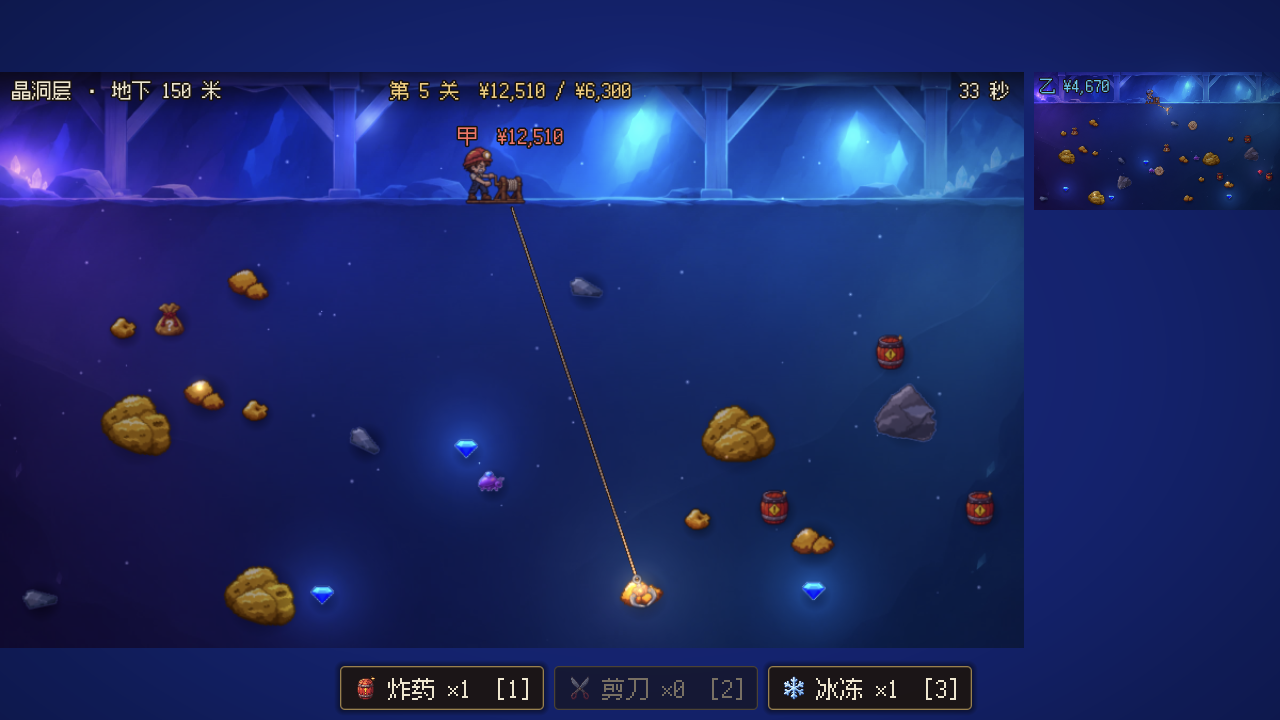 晶洞层 · 地下 150 米
第 5 关 ¥12,510 / ¥6,300
33 秒
甲 ¥12,510
乙 ¥4,670
?
炸药 ×1 [1]
剪刀 ×0 [2]
冰冻 ×1 [3]